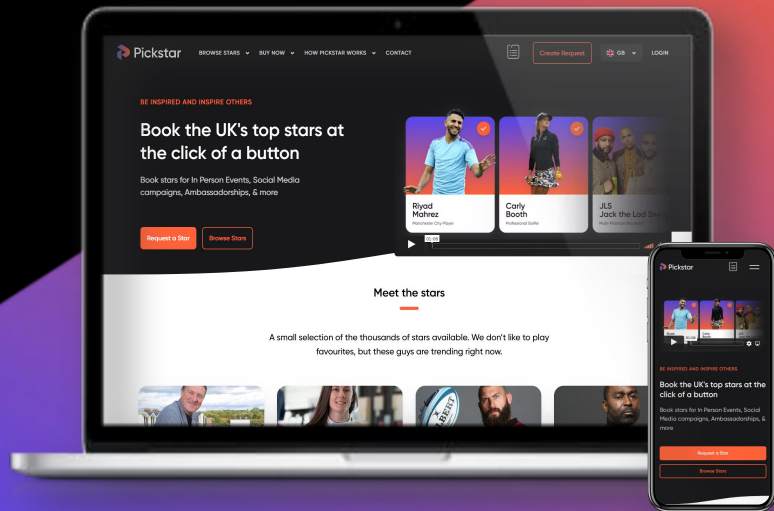 Pickstar
BROWSE STARS
BUY NOW
HOW PICKSTAR WORKS
CONTACT
Create Request
GB
LOGIN
BE INSPIRED AND INSPIRE OTHERS
Book the UK's top stars at
the click of a button
Book stars for In Person Events, Social Media
campaigns, Ambassadorships, & more
Request a Star
Browse Stars
Riyad
Mahrez
Manchester City Player
Carly
Booth
Professional Golfer
JLS
Jack the Lad
01:06
Meet the stars
A small selection of the thousands of stars available. We don't like to play
favourites, but these guys are trending right now.
Pickstar
BE INSPIRED AND INSPIRE OTHERS
Book the UK's top stars at the
click of a button
Book stars for In Person Events, Social
Media campaigns, Ambassadorships, &
more
Request a Star
Browse Stars